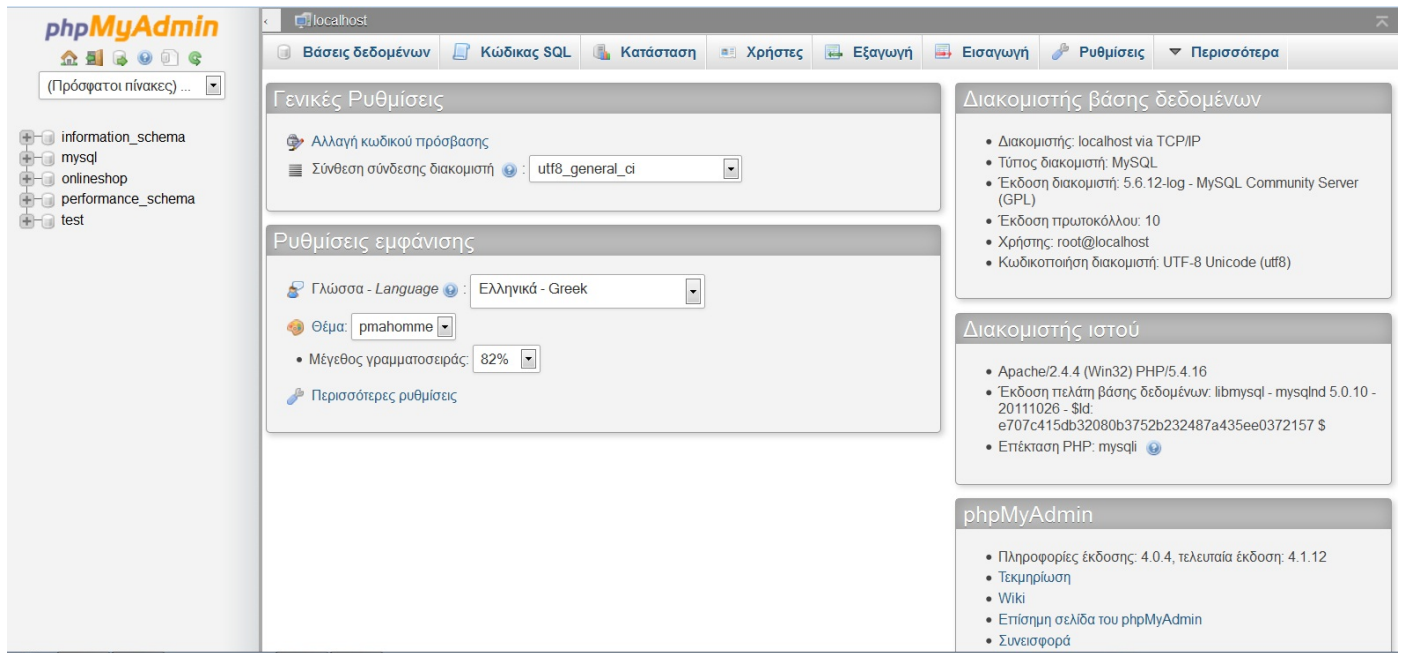 phpMyAdmin
(Πρόσφατοι πίνακες) ...
information_schema
mysql
onlineshop
performance_schema
test
localhost
Βάσεις δεδομένων
Κώδικας SQL
Κατάσταση
Χρήστες
Εξαγωγή
Εισαγωγή
Ρυθμίσεις
Περισσότερα
Γενικές Ρυθμίσεις
Αλλαγή κωδικού πρόσβασης
Σύνθεση σύνδεσης διακομιστή : utf8_general_ci
Ρυθμίσεις εμφάνισης
Γλώσσα - Language : Ελληνικά - Greek
Θέμα: pmahomme
Μέγεθος γραμματοσειράς: 82%
Περισσότερες ρυθμίσεις
Διακομιστής βάσης δεδομένων
Διακομιστής: localhost via TCP/IP
Τύπος διακομιστή: MySQL
Έκδοση διακομιστή: 5.6.12-log - MySQL Community Server
(GPL)
Έκδοση πρωτοκόλλου: 10
Χρήστης: root@localhost
Κωδικοποίηση διακομιστή: UTF-8 Unicode (utf8)
Διακομιστής ιστού
Apache/2.4.4 (Win32) PHP/5.4.16
Έκδοση πελάτη βάσης δεδομένων: libmysql - mysqlnd 5.0.10 -
20111026 - $Id:
e707c415db32080b3752b232487a435ee0372157 $
Επέκταση PHP: mysqli
phpMyAdmin
Πληροφορίες έκδοσης: 4.0.4, τελευταία έκδοση: 4.1.12
Τεκμηρίωση
Wiki
Επίσημη σελίδα του phpMyAdmin
Συνεισφορά